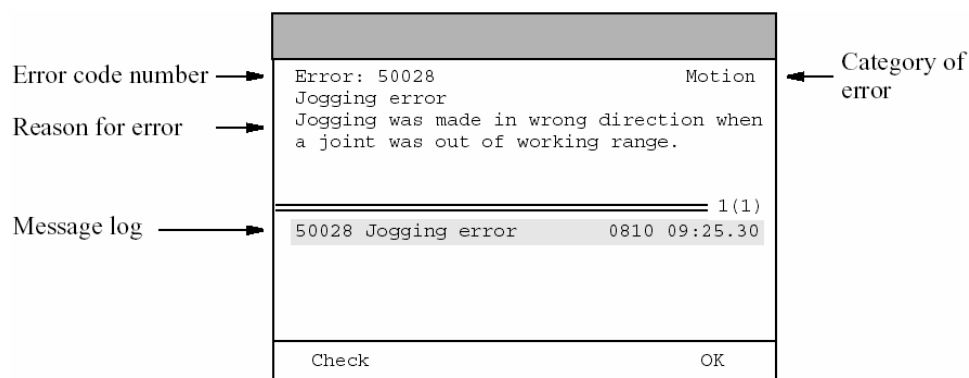 Error code number
Error: 50028 Motion
Category of
error
Jogging error
Reason for error
Jogging was made in wrong direction when
a joint was out of working range.
1(1)
Message log
50028 Jogging error 0810 09:25.30
Check OK